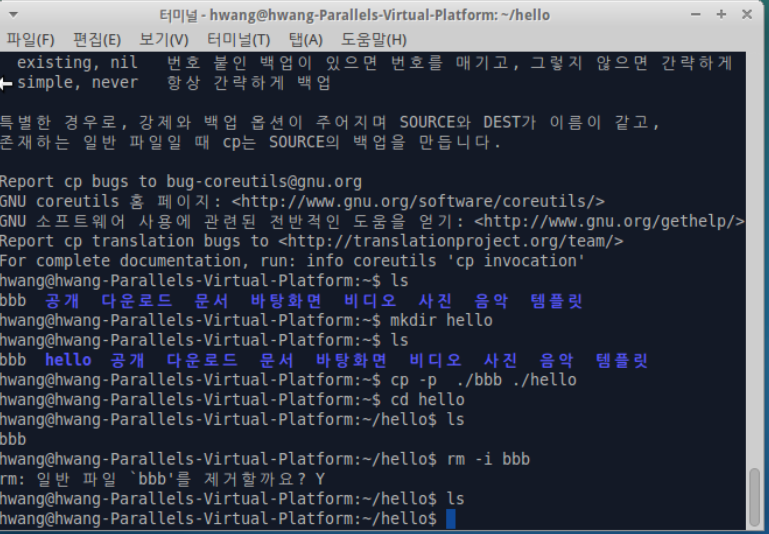 터미널 - hwang@hwang-Parallels-Virtual-Platform: ~/hello
파일(F) 편집(E) 보기(V) 터미널(T) 탭(A) 도움말(H)
existing, nil 번호 붙인 백업이 있으면 번호를 매기고, 그렇지 않으면 간략하게
simple, never 항상 간략하게 백업
특별한 경우로, 강제와 백업 옵션이 주어지며 SOURCE와 DEST가 이름이 같고,
존재하는 일반 파일일 때 cp는 SOURCE의 백업을 만듭니다.
Report cp bugs to bug-coreutils@gnu.org
GNU coreutils 홈 페이지: <http://www.gnu.org/software/coreutils/>
GNU 소프트웨어 사용에 관련된 전반적인 도움을 얻기: <http://www.gnu.org/gethelp/>
Report cp translation bugs to <http://translationproject.org/team/>
For complete documentation, run: info coreutils 'cp invocation'
hwang@hwang-Parallels-Virtual-Platform:~$ ls
bbb 공개 다운로드 문서 바탕화면 비디오 사진 음악 템플릿
hwang@hwang-Parallels-Virtual-Platform:~$ mkdir hello
hwang@hwang-Parallels-Virtual-Platform:~$ ls
bbb hello 공개 다운로드 문서 바탕화면 비디오 사진 음악 템플릿
hwang@hwang-Parallels-Virtual-Platform:~$ cp -p  ./bbb ./hello
hwang@hwang-Parallels-Virtual-Platform:~$ cd hello
hwang@hwang-Parallels-Virtual-Platform:~/hello$ ls
bbb
hwang@hwang-Parallels-Virtual-Platform:~/hello$ rm -i bbb
rm: 일반 파일 `bbb'를 제거할까요? Y
hwang@hwang-Parallels-Virtual-Platform:~/hello$ ls
hwang@hwang-Parallels-Virtual-Platform:~/hello$